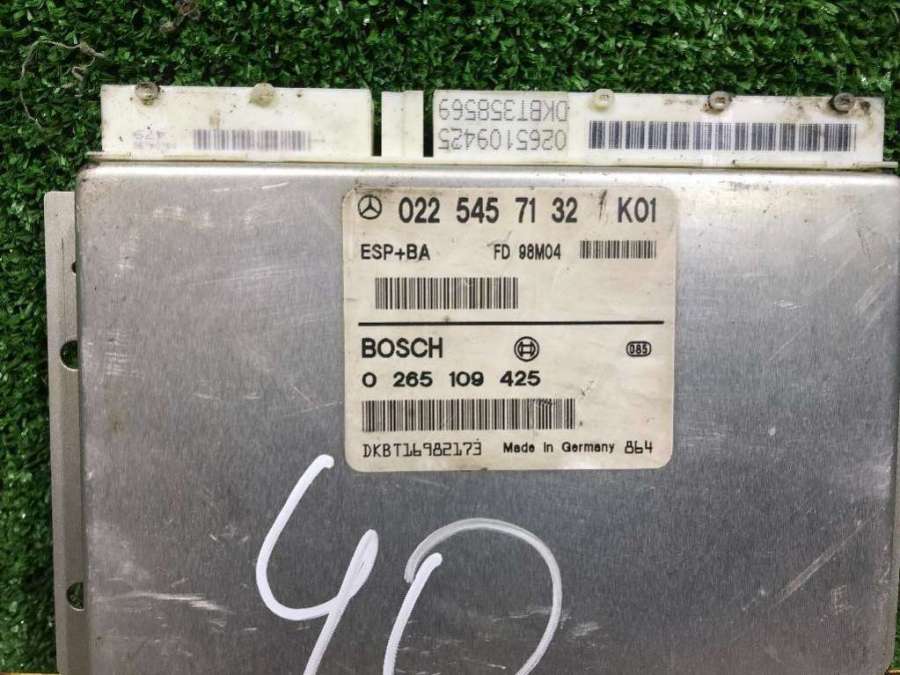 DKBT358569
0265109425
022 545 71 32 / K01
ESP+BA FD 98M04
BOSCH 085
0 265 109 425
DKBT16982173 Made in Germany 864
40